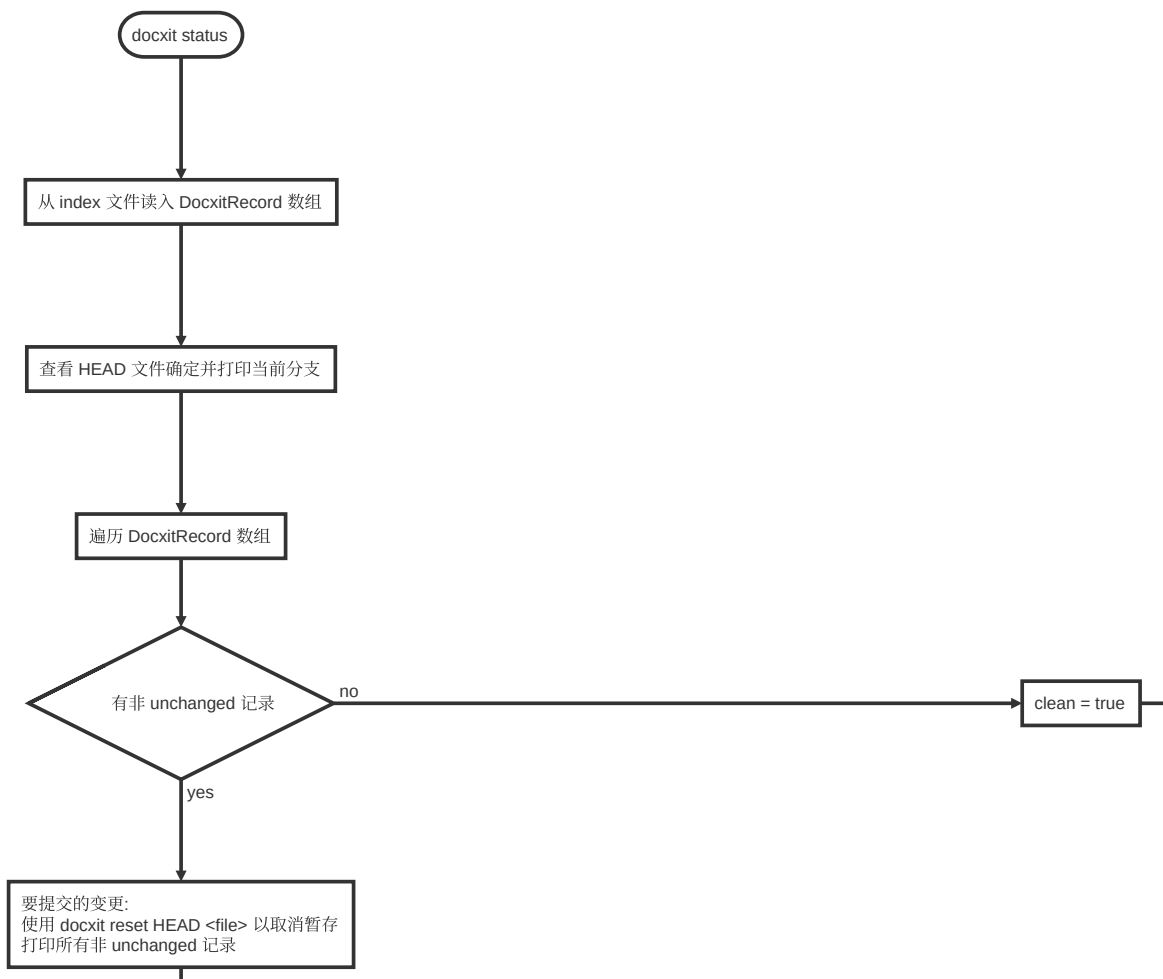 docxit status
从 index 文件读入 DocxitRecord 数组
查看 HEAD 文件确定并打印当前分支
遍历 DocxitRecord 数组
有非 unchanged 记录
no
clean = true
yes
要提交的变更:
使用 docxit reset HEAD <file> 以取消暂存
打印所有非 unchanged 记录